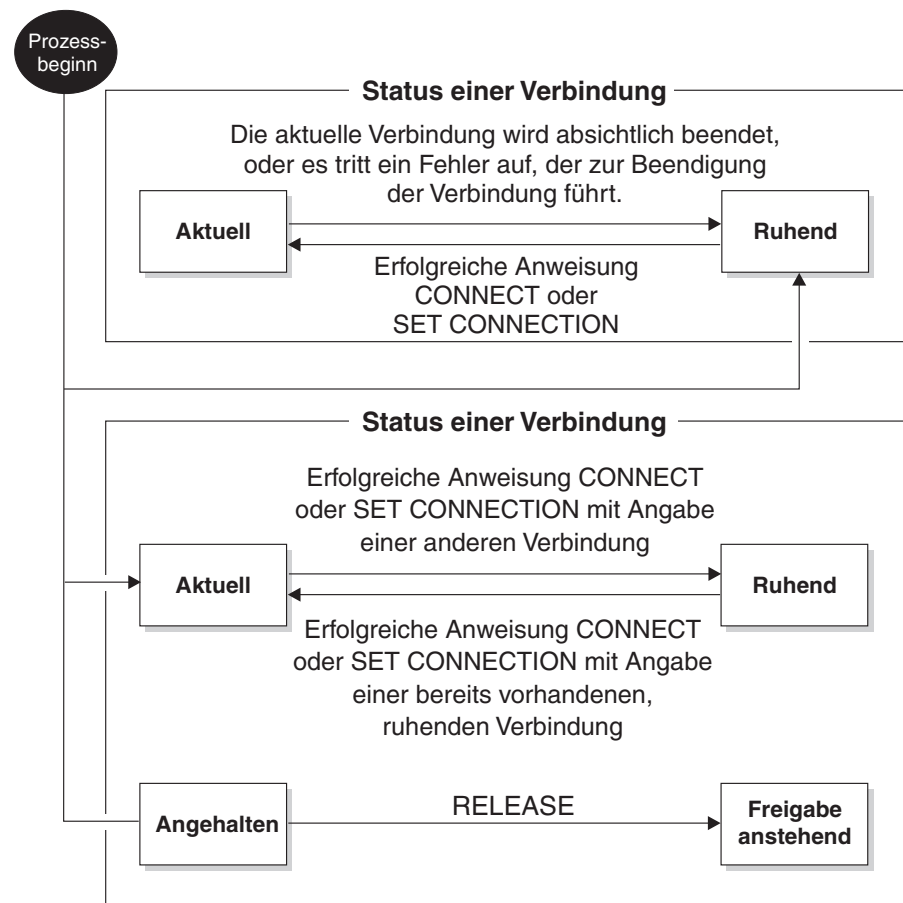 Prozess-
beginn
Status einer Verbindung
Die aktuelle Verbindung wird absichtlich beendet,
oder es tritt ein Fehler auf, der zur Beendigung
der Verbindung führt.
Aktuell
Ruhend
Erfolgreiche Anweisung
CONNECT oder
SET CONNECTION
Status einer Verbindung
Erfolgreiche Anweisung CONNECT
oder SET CONNECTION mit Angabe
einer anderen Verbindung
Aktuell
Ruhend
Erfolgreiche Anweisung CONNECT
oder SET CONNECTION mit Angabe
einer bereits vorhandenen,
ruhenden Verbindung
Angehalten
RELEASE
Freigabe
anstehend